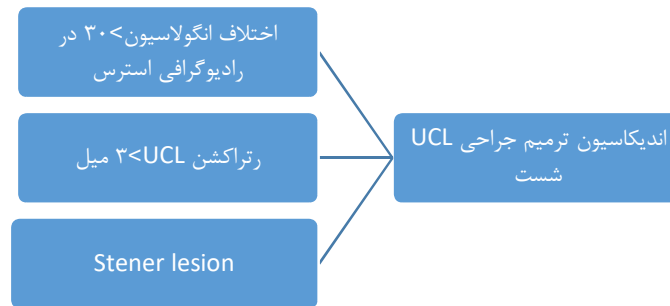 اندیکاسیون ترمیم جراحی UCL
شست
اختلاف انگولاسیون>۳۰ در
رادیوگرافی استرس
رتراکشن UCL>۳ میل
Stener lesion